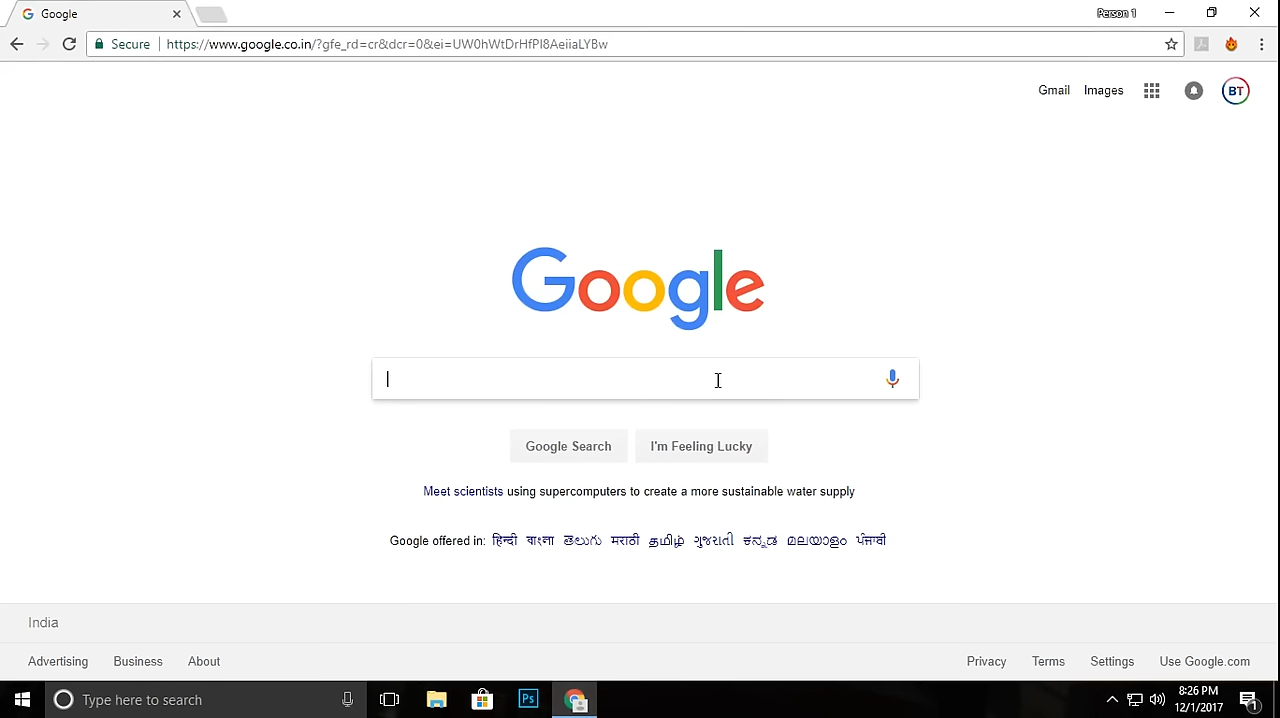 Google
Person 1
Secure
https://www.google.co.in/?gfe_rd=cr&dcr=0&ei=UW0hWtDrHfPI8AeiiaLYBw
Gmail Images BT
Google
Google Search I'm Feeling Lucky
Meet scientists using supercomputers to create a more sustainable water supply
Google offered in: हिन्दी বাংলা తెలుగు मराठी தமிழ் ગુજરાતી ಕನ್ನಡ മലയാളം ਪੰਜਾਬੀ
India
Advertising Business About Privacy Terms Settings Use Google.com
Type here to search
Ps
8:26 PM
12/1/2017
1